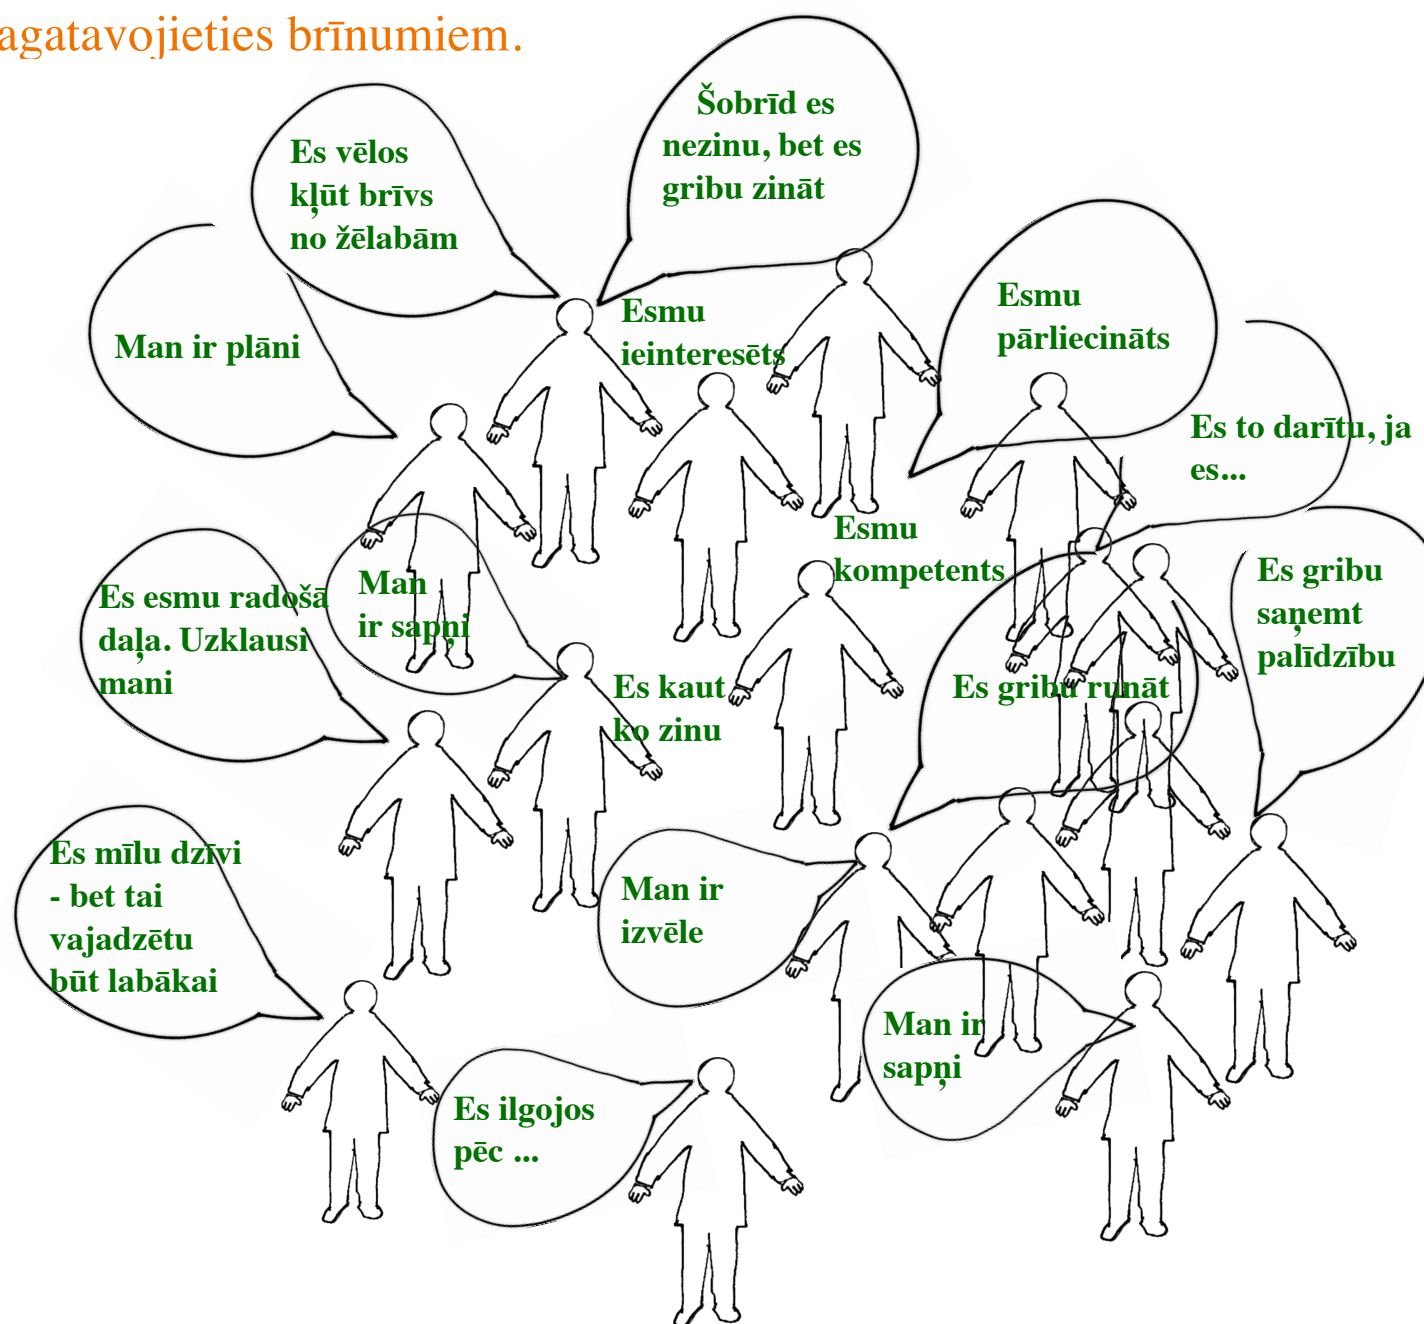 agatavojieties brīnumiem.
Šobrīd es
nezinu, bet es
gribu zināt
Es vēlos
kļūt brīvs
no žēlabām
Man ir plāni
Esmu
ieinteresēts
Esmu
pārliecināts
Es to darītu, ja
es...
Esmu
kompetents
Es gribu
saņemt
palīdzību
Es esmu radošā
daļa. Uzklausi
mani
Man
ir sapņi
Es kaut
ko zinu
Es gribu runāt
Es mīlu dzīvi
- bet tai
vajadzētu
būt labākai
Man ir
izvēle
Man ir
sapņi
Es ilgojos
pēc ...